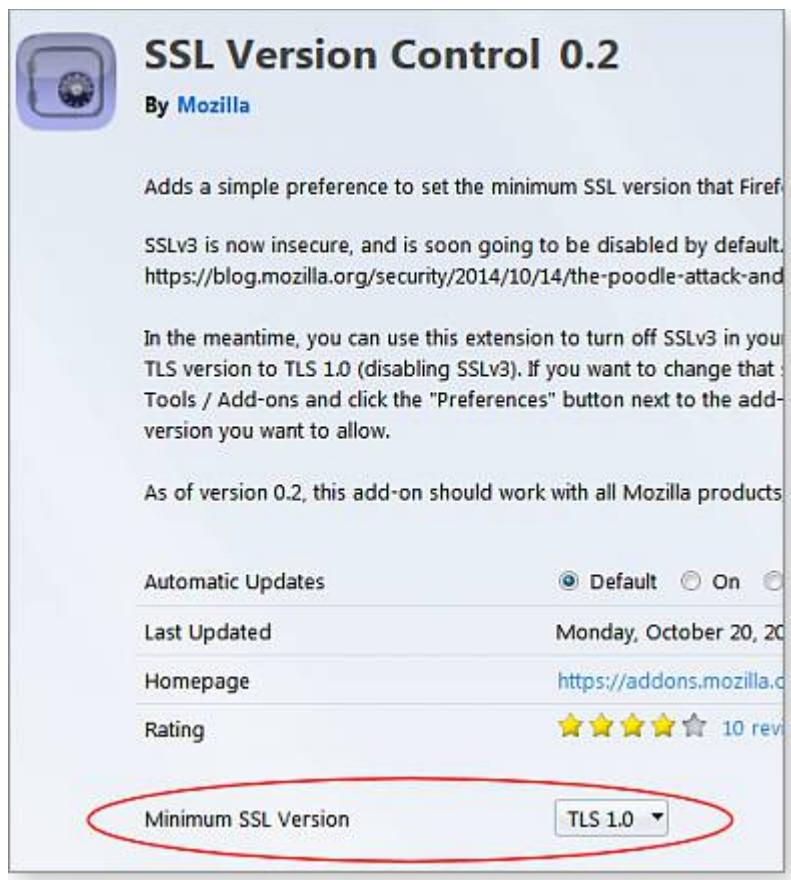 SSL Version Control 0.2
By Mozilla
Adds a simple preference to set the minimum SSL version that Firef
SSLv3 is now insecure, and is soon going to be disabled by default.
https://blog.mozilla.org/security/2014/10/14/the-poodle-attack-and
In the meantime, you can use this extension to turn off SSLv3 in your
TLS version to TLS 1.0 (disabling SSLv3). If you want to change that
Tools / Add-ons and click the "Preferences" button next to the add-
version you want to allow.
As of version 0.2, this add-on should work with all Mozilla products
Automatic Updates Default On
Last Updated Monday, October 20, 20
Homepage https://addons.mozilla.o
Rating 10 rev
Minimum SSL Version TLS 1.0